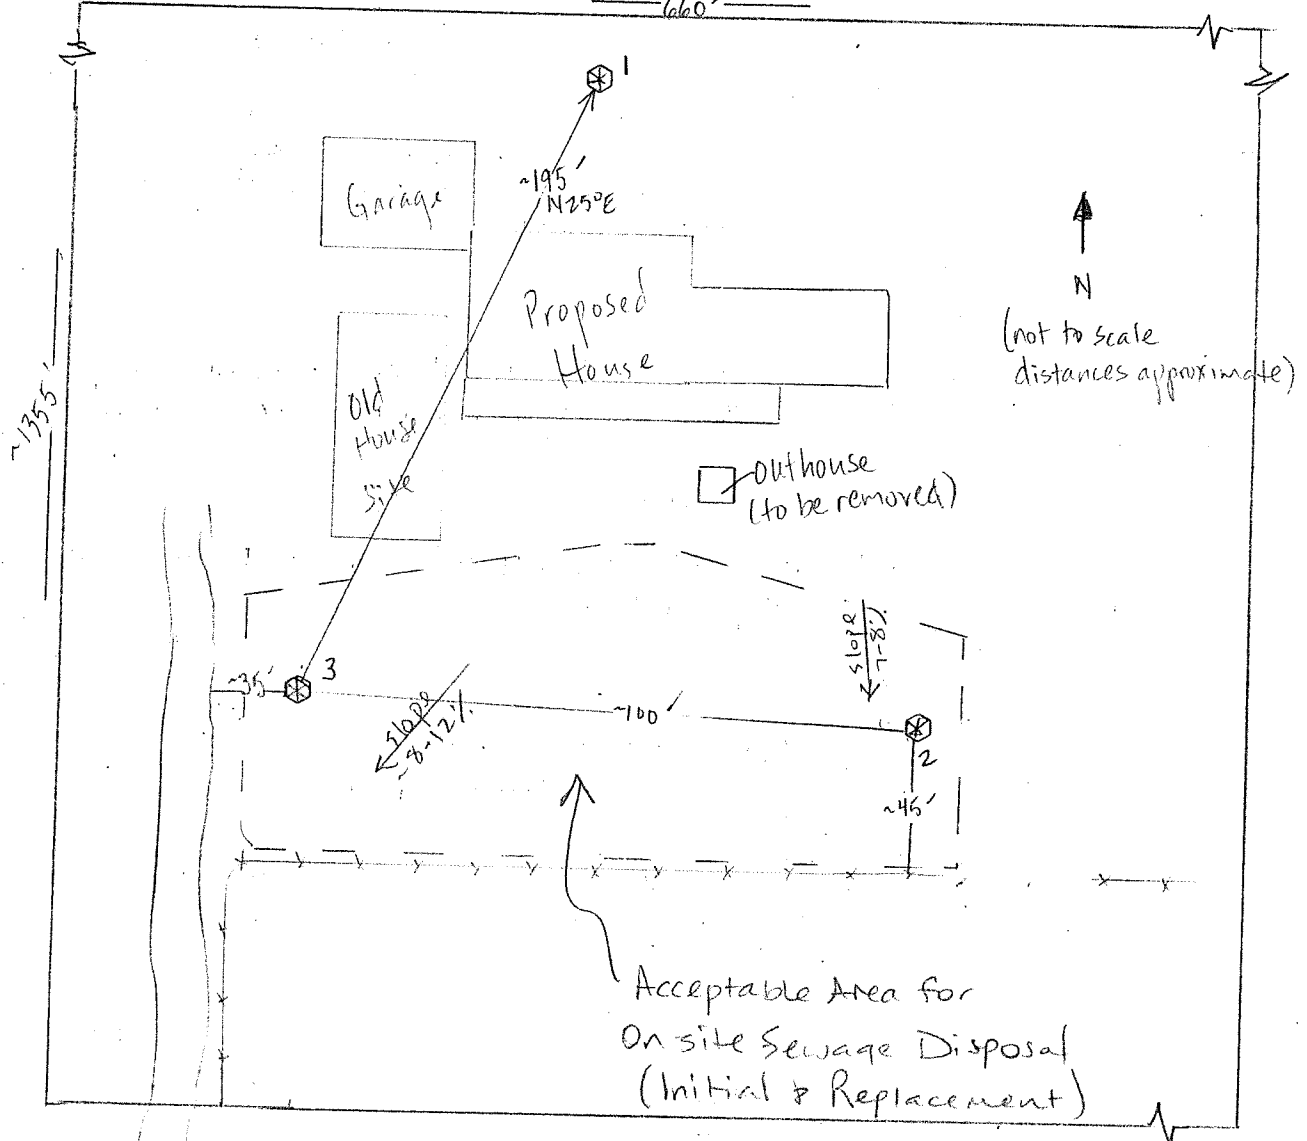 660'
1
Garage
~195'
N25°E
N
(not to scale
distances approximate)
Proposed
House
~1355'
Old
House
Site
Outhouse
(to be removed)
slope
7-8%
~35'
3
~100'
slope
~8-12%
2
~45'
Acceptable Area for
On site Sewage Disposal
(Initial & Replacement)